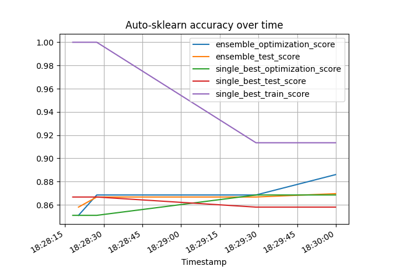 Auto-sklearn accuracy over time
1.00
0.98
0.96
0.94
0.92
0.90
0.88
0.86
ensemble_optimization_score
ensemble_test_score
single_best_optimization_score
single_best_test_score
single_best_train_score
18:28:15
18:28:30
18:28:45
18:29:00
18:29:15
18:29:30
18:29:45
18:30:00
Timestamp